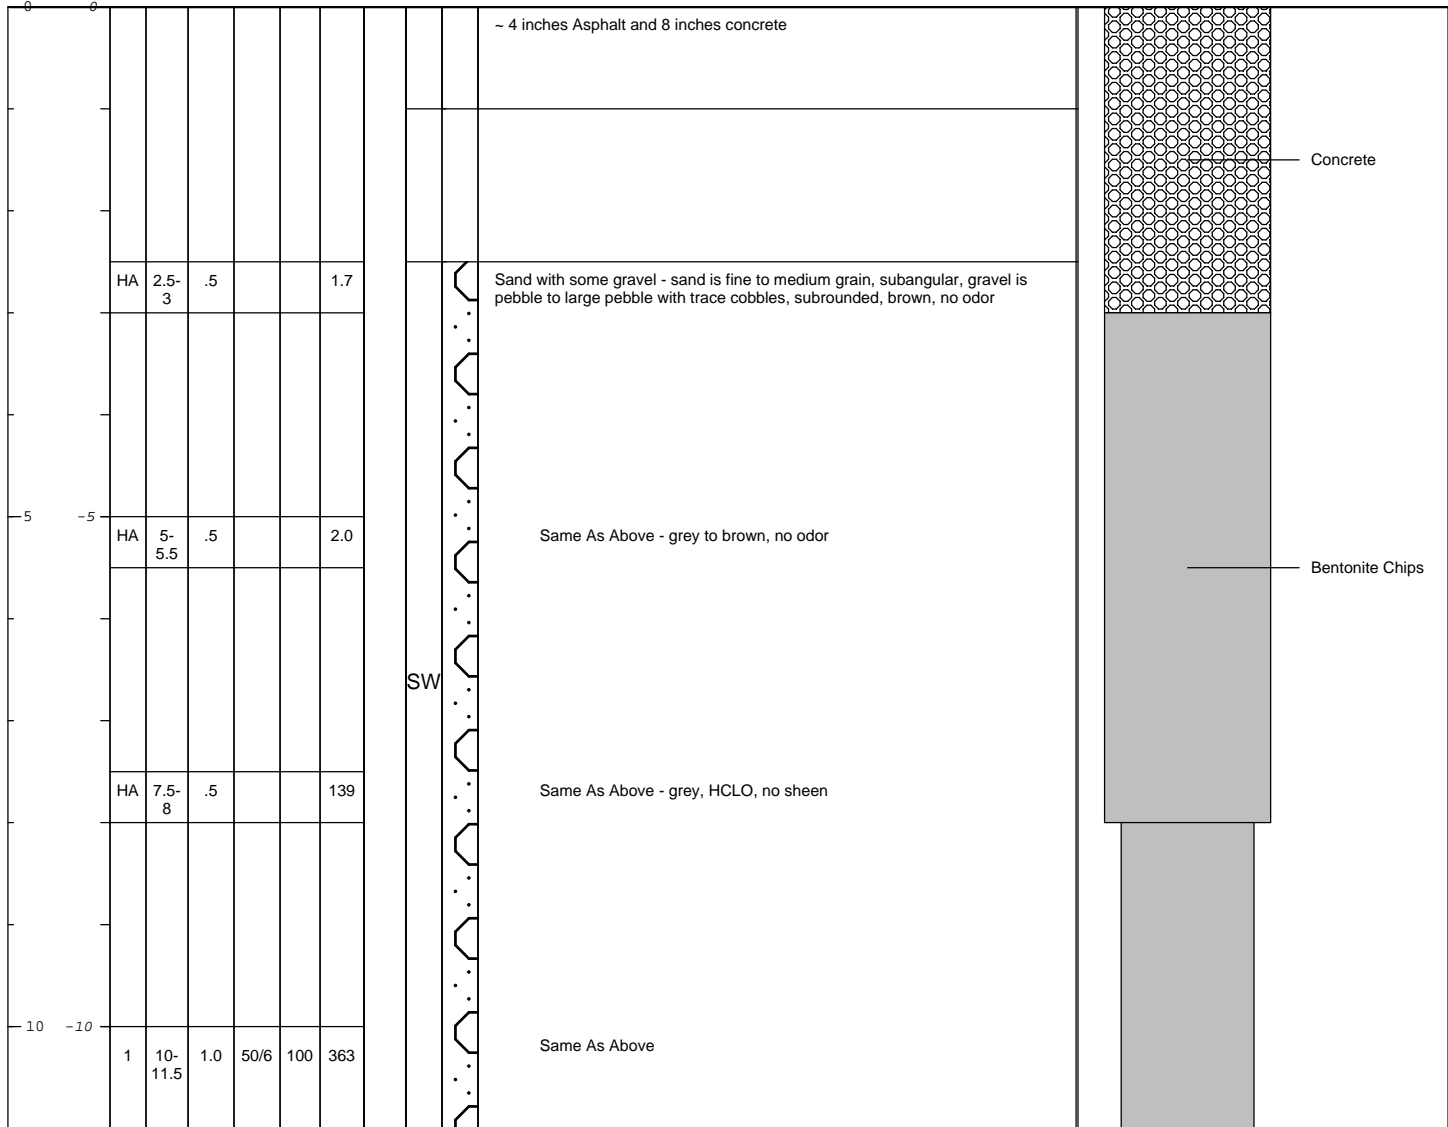 0 0
~ 4 inches Asphalt and 8 inches concrete
Concrete
HA 2.5- .5 1.7
3
Sand with some gravel - sand is fine to medium grain, subangular, gravel is
pebble to large pebble with trace cobbles, subrounded, brown, no odor
5 -5
HA 5- .5 2.0
5.5
Same As Above - grey to brown, no odor
Bentonite Chips
SW
HA 7.5- .5 139
8
Same As Above - grey, HCLO, no sheen
10 -10
1 10- 1.0 50/6 100 363
11.5
Same As Above